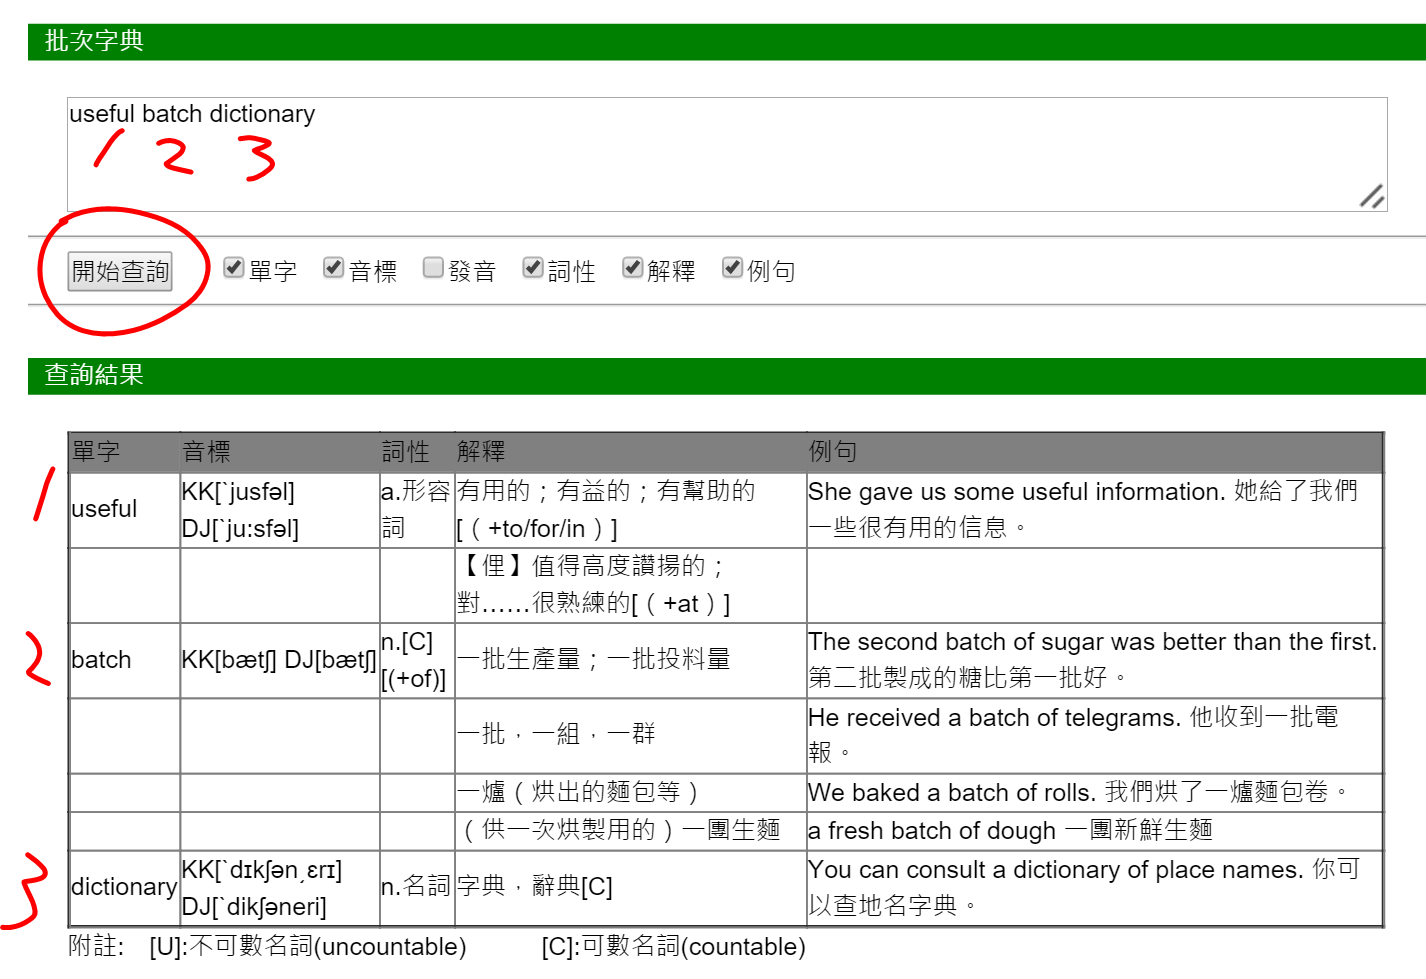 批次字典
useful batch dictionary
1 2 3
開始查詢 單字 音標 發音 詞性 解釋 例句
查詢結果
單字 音標 詞性 解釋 例句
1
useful
KK[`jusfəl]
DJ[`ju:sfəl]
a.形容
詞
有用的；有益的；有幫助的
[（+to/for/in）]
She gave us some useful information. 她給了我們
一些很有用的信息。
【俚】值得高度讚揚的；
對……很熟練的[（+at）]
2
batch
KK[bætʃ] DJ[bætʃ]
n.[C]
[(+of)]
一批生產量；一批投料量
The second batch of sugar was better than the first.
第二批製成的糖比第一批好。
一批，一組，一群
He received a batch of telegrams. 他收到一批電
報。
一爐（烘出的麵包等）
We baked a batch of rolls. 我們烘了一爐麵包卷。
（供一次烘製用的）一團生麵
a fresh batch of dough 一團新鮮生麵
3
dictionary
KK[`dɪkʃənˏɛrɪ]
DJ[`dikʃəneri]
n.名詞
字典，辭典[C]
You can consult a dictionary of place names. 你可
以查地名字典。
附註: [U]:不可數名詞(uncountable) [C]:可數名詞(countable)